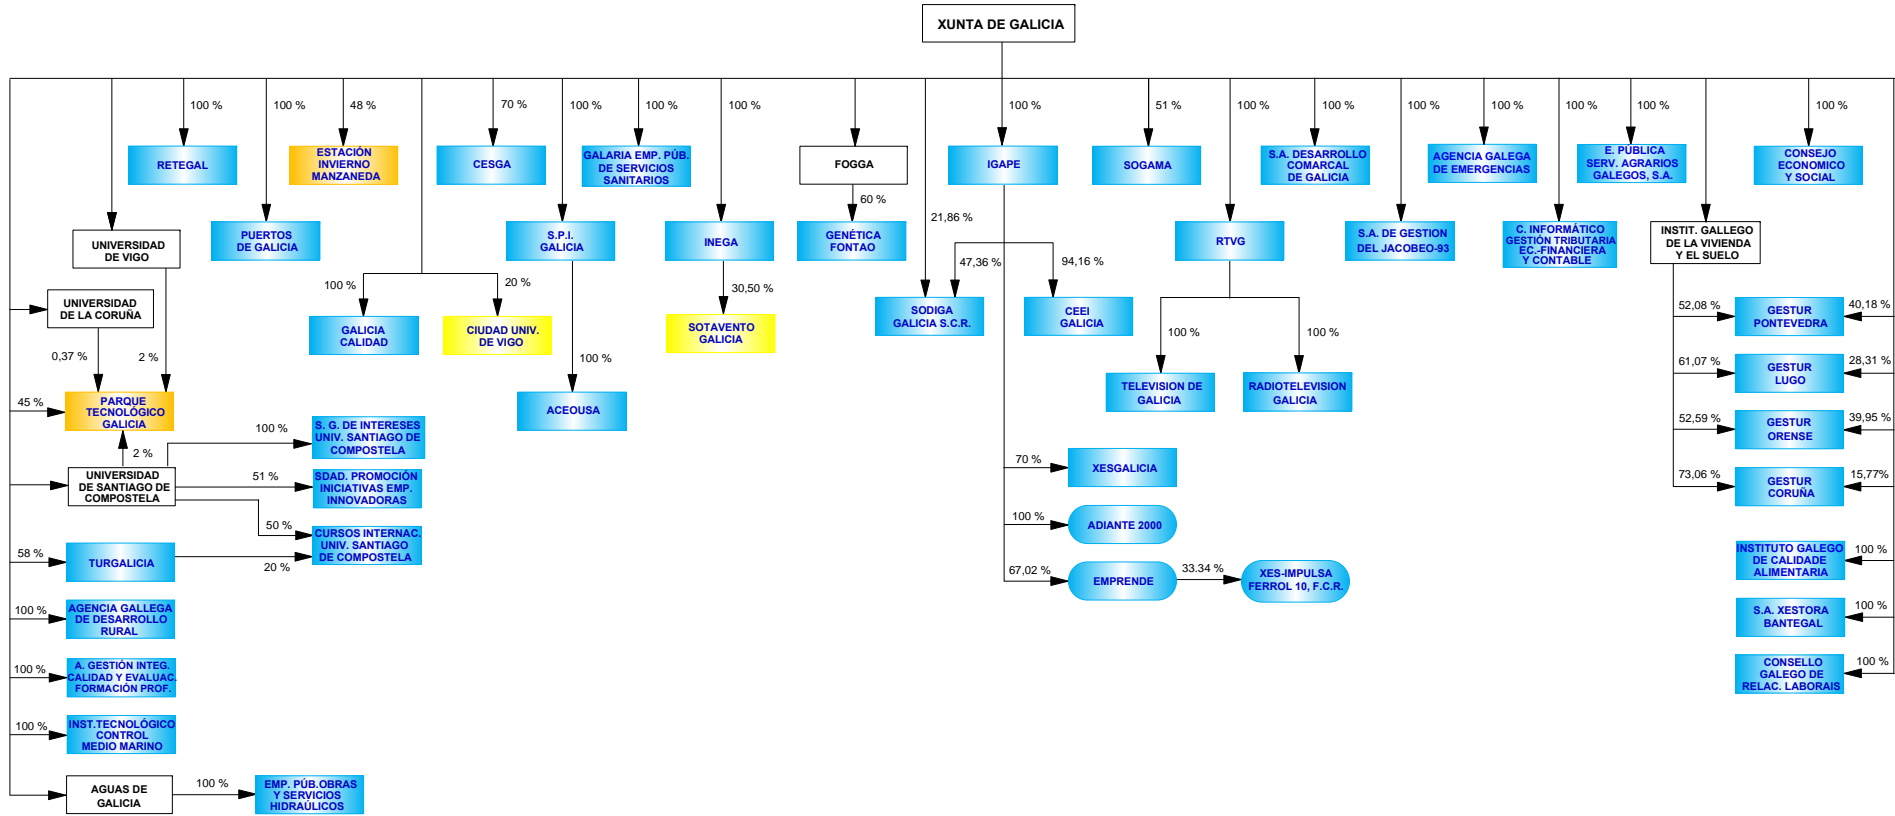 XUNTA DE GALICIA
100 %
100 %
48 %
70 %
100 %
100 %
100 %
100 %
51 %
100 %
100 %
100 %
100 %
100 %
100 %
100 %
RETEGAL
ESTACIÓN
INVIERNO
MANZANEDA
CESGA
GALARIA EMP. PÚB.
DE SERVICIOS
SANITARIOS
FOGGA
IGAPE
SOGAMA
S.A. DESARROLLO
COMARCAL
DE GALICIA
AGENCIA GALEGA
DE EMERGENCIAS
E. PUBLICA
SERV. AGRARIOS
GALEGOS, S.A.
CONSEJO
ECONOMICO
Y SOCIAL
60 %
21,86 %
UNIVERSIDAD
DE VIGO
PUERTOS
DE GALICIA
S.P.I.
GALICIA
INEGA
GENÉTICA
FONTAO
RTVG
S.A. DE GESTION
DEL JACOBEO-93
C. INFORMÁTICO
GESTIÓN TRIBUTARIA
EC.-FINANCIERA
Y CONTABLE
INSTIT. GALLEGO
DE LA VIVIENDA
Y EL SUELO
100 %
20 %
30,50 %
47,36 %
94,16 %
UNIVERSIDAD
DE LA CORUÑA
GALICIA
CALIDAD
CIUDAD UNIV.
DE VIGO
SOTAVENTO
GALICIA
SODIGA
GALICIA S.C.R.
CEEI
GALICIA
52,08 %
GESTUR
PONTEVEDRA
40,18 %
0,37 %
2 %
100 %
100 %
100 %
61,07 %
GESTUR
LUGO
28,31 %
45 %
PARQUE
TECNOLÓGICO
GALICIA
ACEOUSA
TELEVISION DE
GALICIA
RADIOTELEVISION
GALICIA
52,59 %
GESTUR
ORENSE
39,95 %
2 %
100 %
S. G. DE INTERESES
UNIV. SANTIAGO DE
COMPOSTELA
UNIVERSIDAD
DE SANTIAGO DE
COMPOSTELA
51 %
SDAD. PROMOCIÓN
INICIATIVAS EMP.
INNOVADORAS
70 %
XESGALICIA
73,06 %
GESTUR
CORUÑA
15,77%
50 %
CURSOS INTERNAC.
UNIV. SANTIAGO
DE COMPOSTELA
100 %
ADIANTE 2000
58 %
TURGALICIA
20 %
67,02 %
EMPRENDE
33.34 %
XES-IMPULSA
FERROL 10, F.C.R.
INSTITUTO GALEGO
DE CALIDADE
ALIMENTARIA
100 %
100 %
AGENCIA GALLEGA
DE DESARROLLO
RURAL
S.A. XESTORA
BANTEGAL
100 %
100 %
A. GESTIÓN INTEG.
CALIDAD Y EVALUAC.
FORMACIÓN PROF.
CONSELLO
GALEGO DE
RELAC. LABORAIS
100 %
100 %
INST.TECNOLÓGICO
CONTROL
MEDIO MARINO
AGUAS DE
GALICIA
100 %
EMP. PÚB.OBRAS
Y SERVICIOS
HIDRAÚLICOS